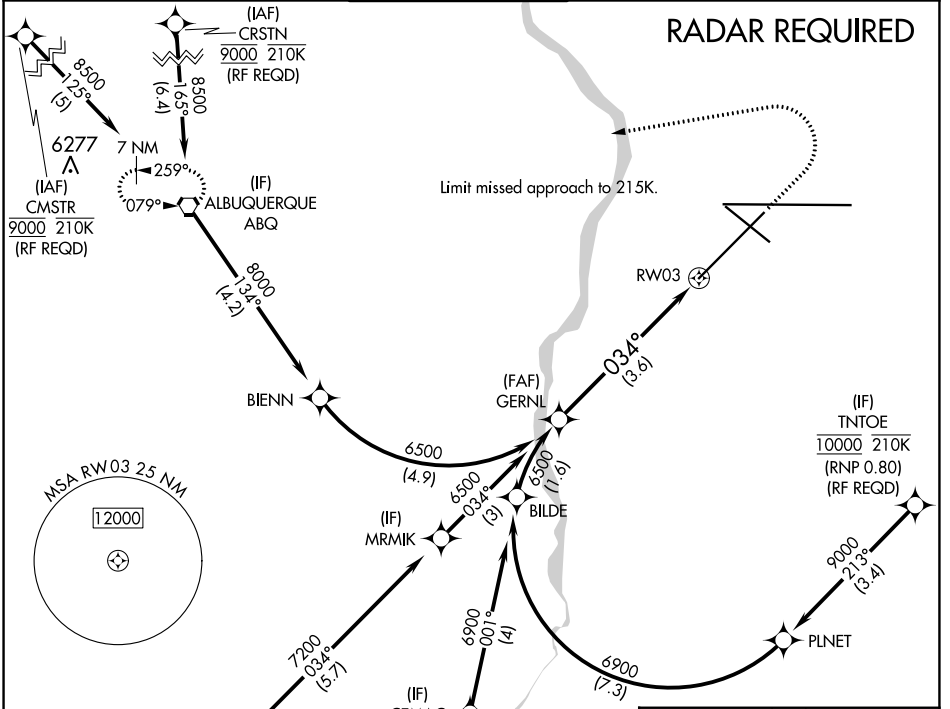 RADAR REQUIRED
(IAF)
CRSTN
9000 210K
(RF REQD)
8500
125°
(5)
8500
165°
(6.4)
6277
7 NM
259°
079°
(IAF)
CMSTR
9000 210K
(RF REQD)
(IF)
ALBUQUERQUE
ABQ
Limit missed approach to 215K.
RW03
8000
134°
(4.2)
034°
(3.6)
BIENN
(FAF)
GERNL
(IF)
TNTOE
10000 210K
(RNP 0.80)
(RF REQD)
6500
(4.9)
6500
034°
(3)
6500
(1.6)
BILDE
MSA RW03 25 NM
12000
(IF)
MRMIK
9000
213°
(3.4)
PLNET
7200
034°
(5.7)
6900
001°
(4)
6900
(7.3)
(IF)